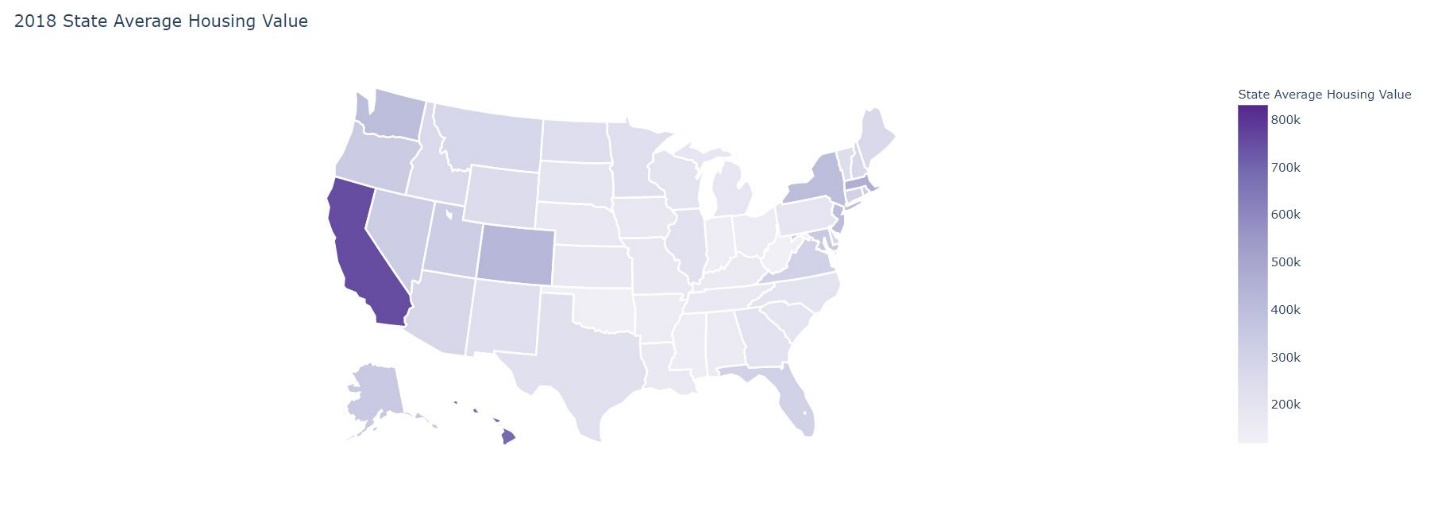 2018 State Average Housing Value
State Average Housing Value
800k
700k
600k
500k
400k
300k
200k